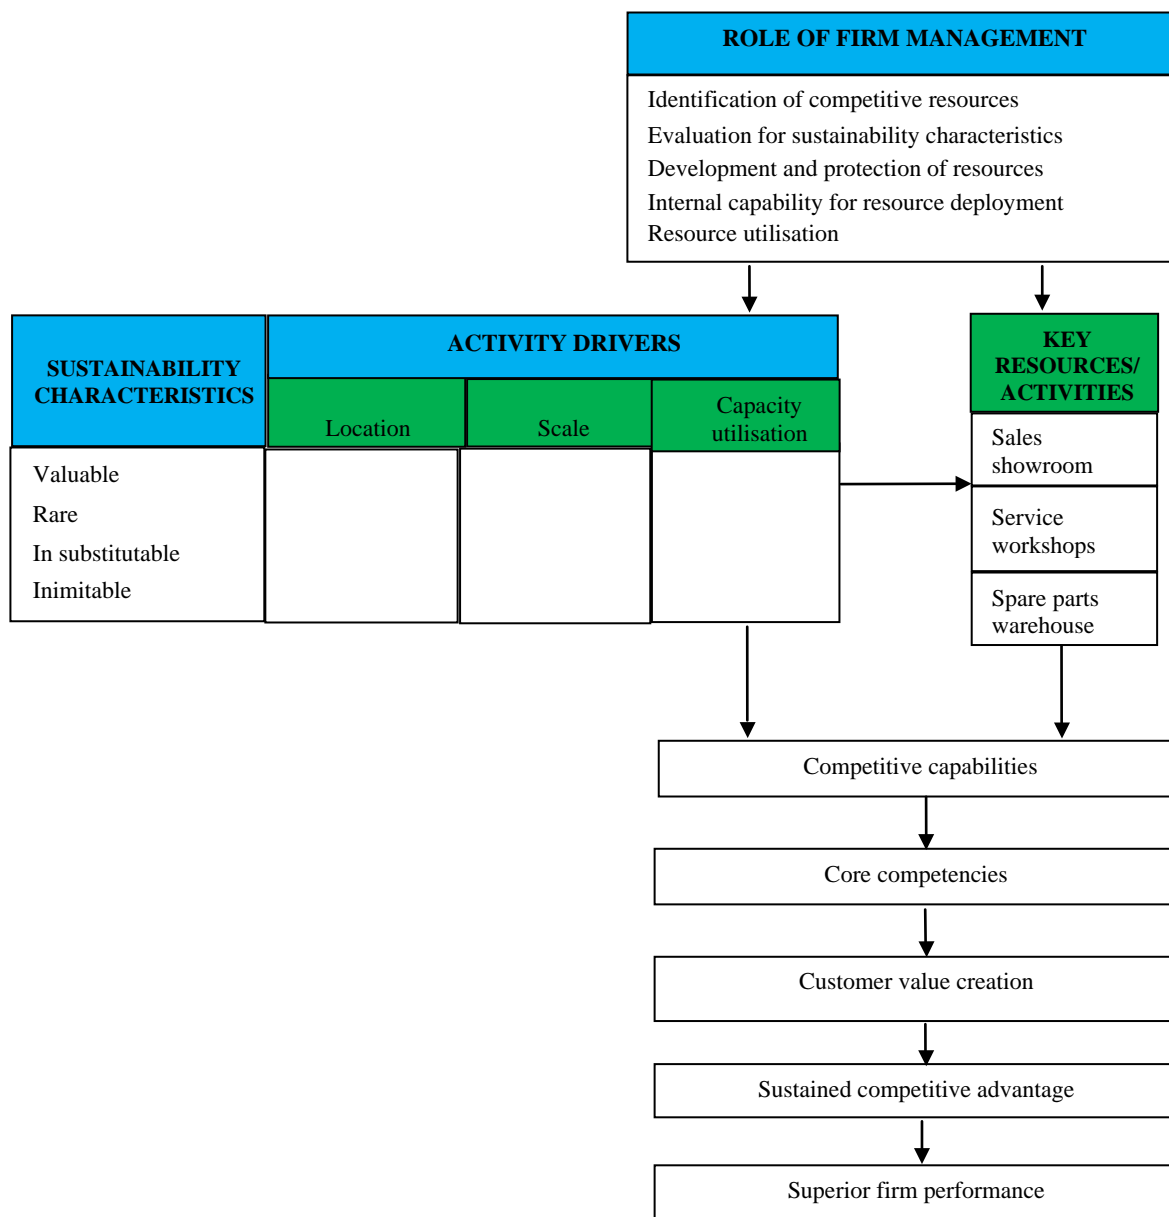 ROLE OF FIRM MANAGEMENT
Identification of competitive resources
Evaluation for sustainability characteristics
Development and protection of resources
Internal capability for resource deployment
Resource utilisation
SUSTAINABILITY
CHARACTERISTICS
ACTIVITY DRIVERS
Location
Scale
Capacity
utilisation
KEY
RESOURCES/
ACTIVITIES
Valuable
Rare
In substitutable
Inimitable
Sales
showroom
Service
workshops
Spare parts
warehouse
Competitive capabilities
Core competencies
Customer value creation
Sustained competitive advantage
Superior firm performance